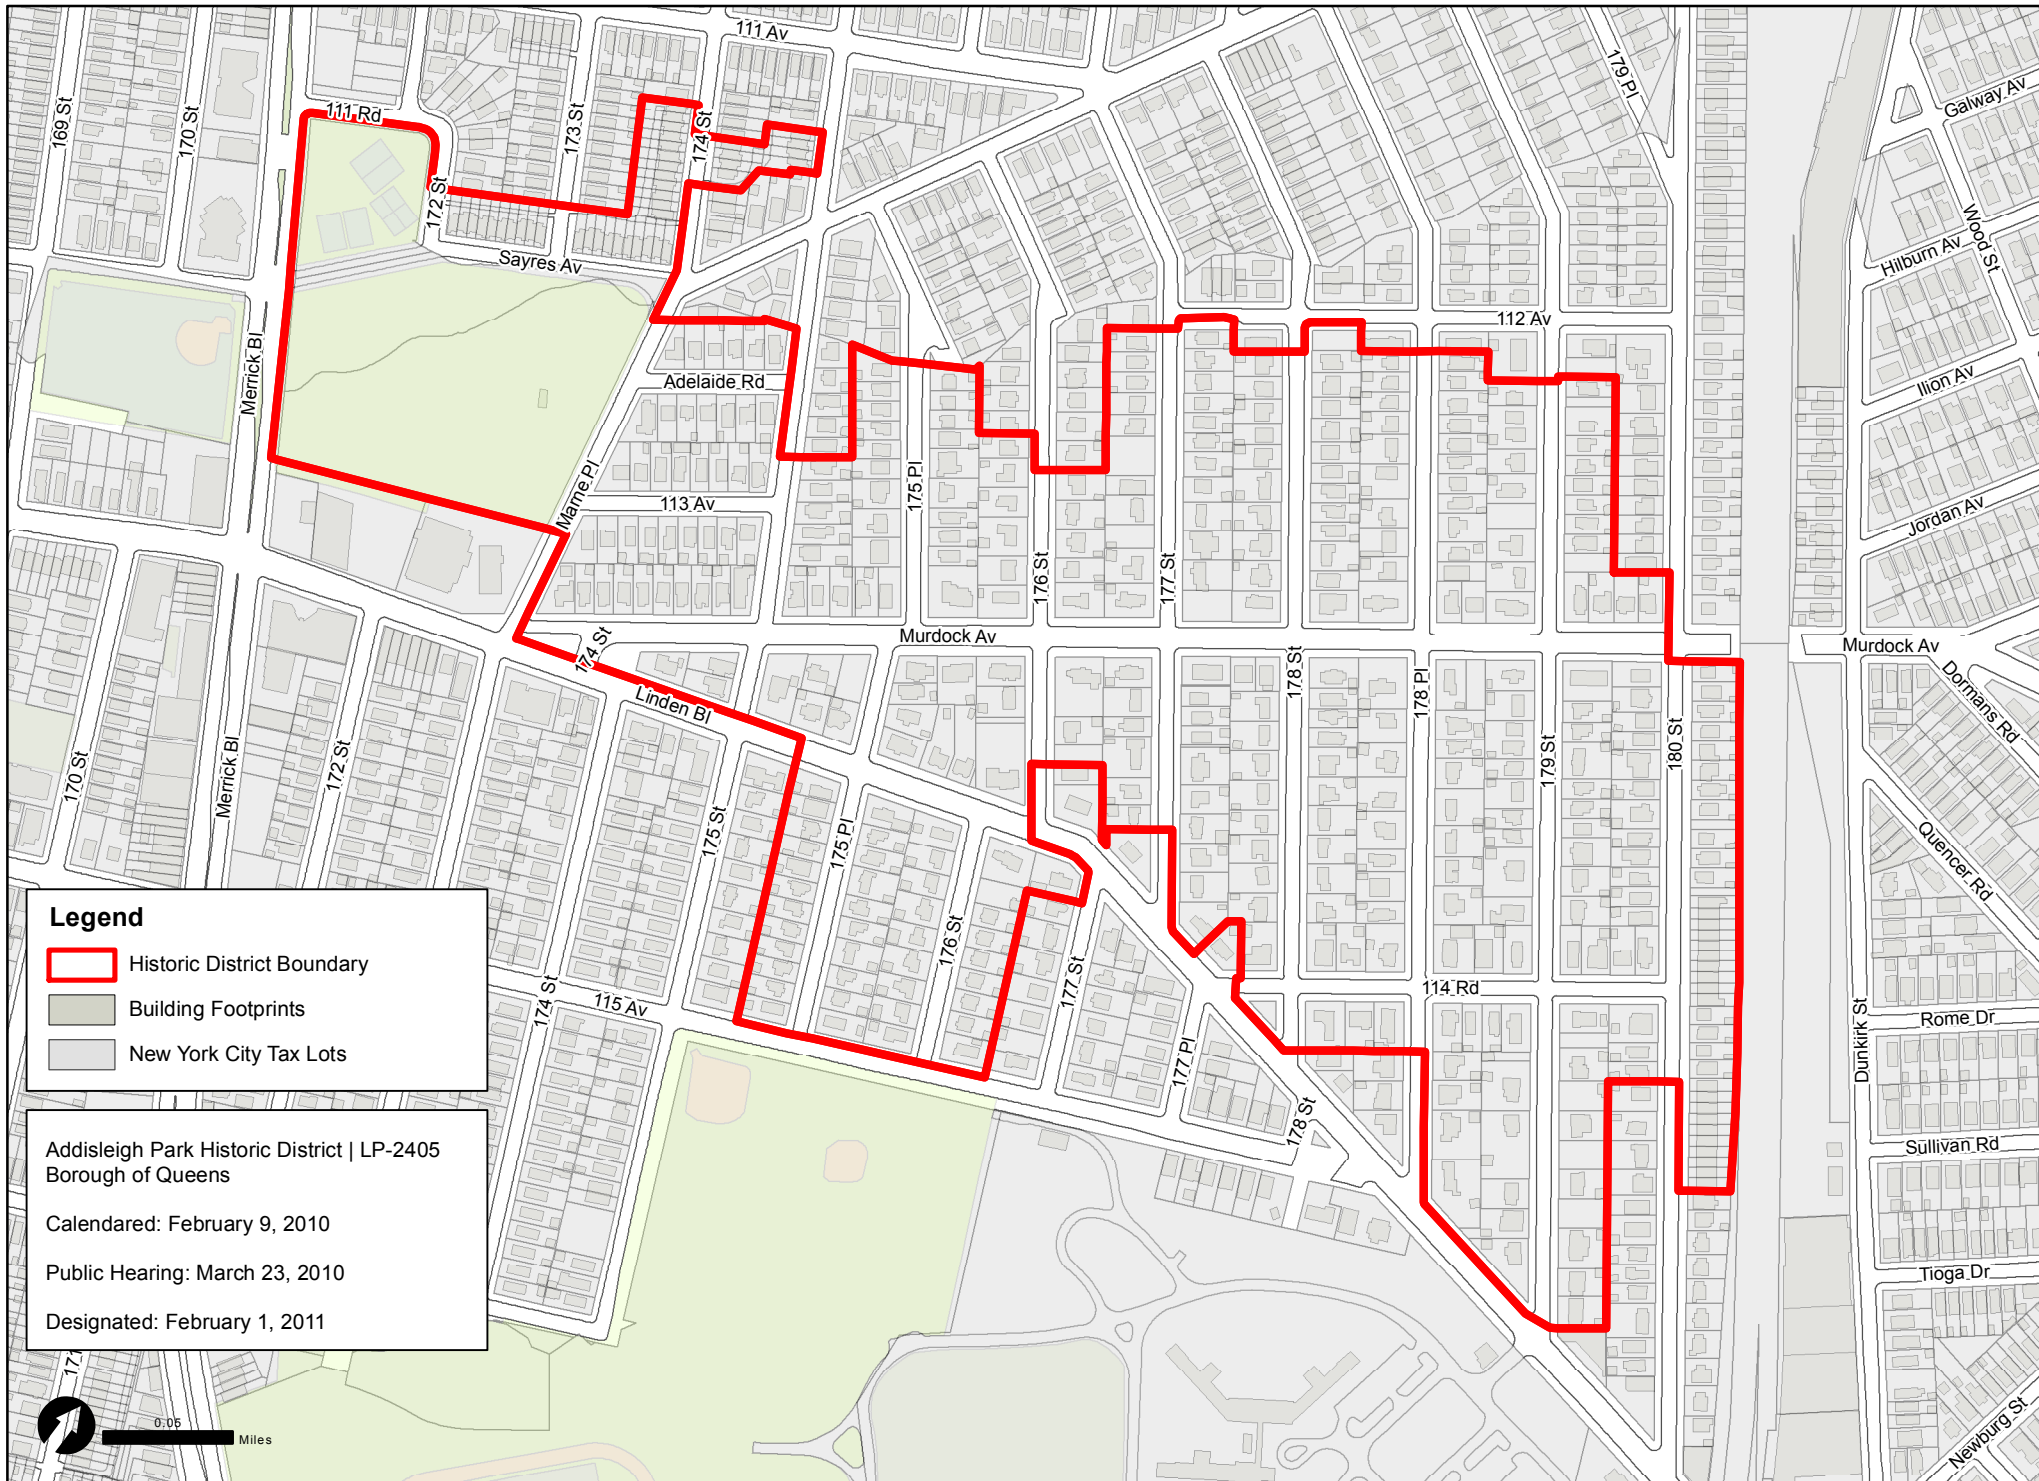 111 Av
179 Pl
Galway Av
169 St
170 St
111 Rd
173 St
174 St
172 St
Wood St
Hilburn Av
Sayres Av
112 Av
Merrick Bl
Adelaide Rd
Ilion Av
175 Pl
Marne Pl
113 Av
Jordan Av
176 St
177 St
174 St
Murdock Av
Murdock Av
178 St
178 Pl
Dormans Rd
Linden Bl
180 St
170 St
172 St
Merrick Bl
179 St
175 St
175 Pl
Quencer Rd
176 St
177 St
174 St
115 Av
114 Rd
Rome Dr
Dunkirk St
177 Pl
178 St
Sullivan Rd
Tioga Dr
171
Newburg St
Legend
Historic District Boundary
Building Footprints
New York City Tax Lots
Addisleigh Park Historic District | LP-2405
Borough of Queens
Calendared: February 9, 2010
Public Hearing: March 23, 2010
Designated: February 1, 2011
0.05
Miles